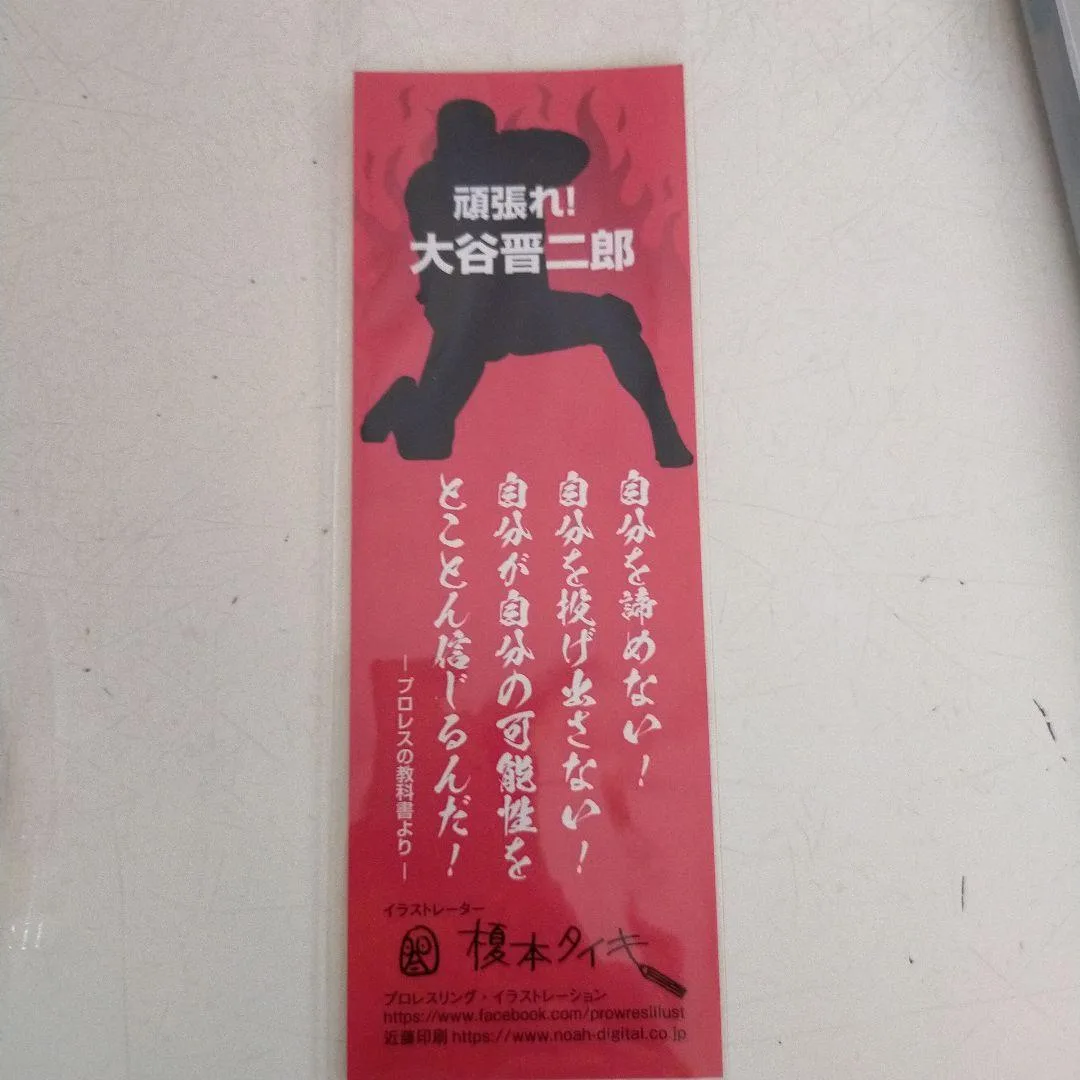 頑張れ!
大谷晋二郎
自分を諦めない!
自分を投げ出さない!
自分が自分の可能性を
とことん信じるんだ!
ープロレスの教科書よりー
イラストレーター
榎本タイキ
プロレスリング・イラストレーション
https://www.facebook.com/prowresIllust
近藤印刷 https://www.noah-digital.co.jp